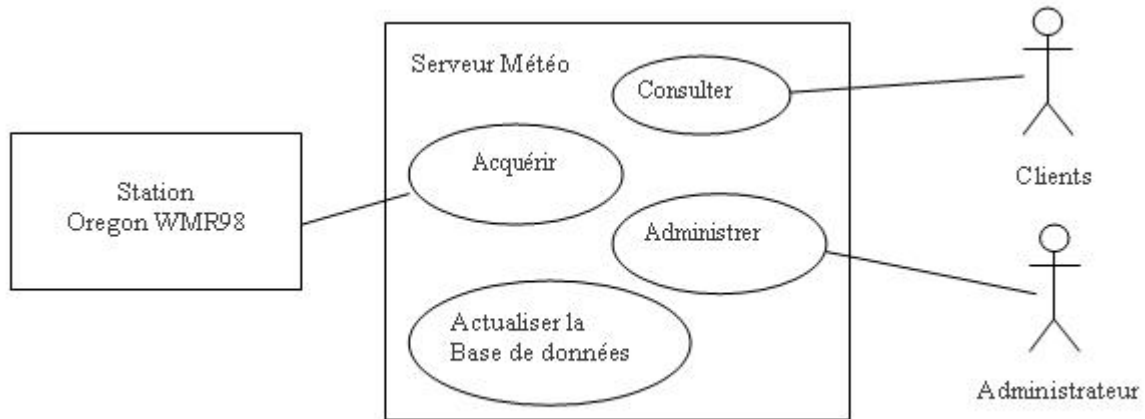 Serveur Météo
Consulter
Acquérir
Clients
Station
Oregon WMR98
Administrer
Actualiser la
Base de données
Administrateur